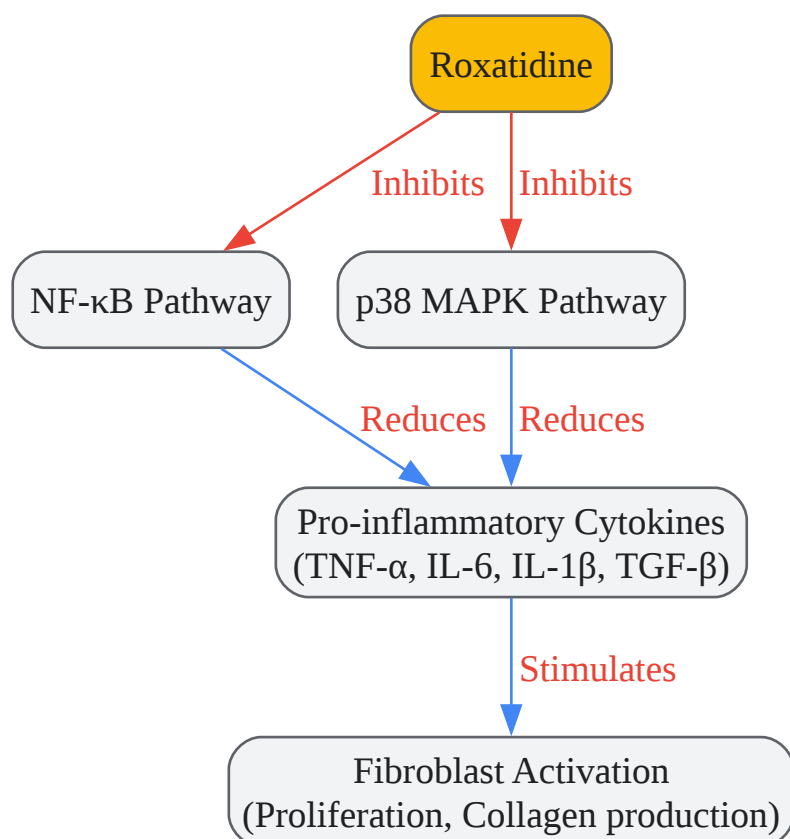 Roxatidine
Inhibits
Inhibits
NF-κB Pathway
p38 MAPK Pathway
Reduces
Reduces
Pro-inflammatory Cytokines
(TNF-α, IL-6, IL-1β, TGF-β)
Stimulates
Fibroblast Activation
(Proliferation, Collagen production)